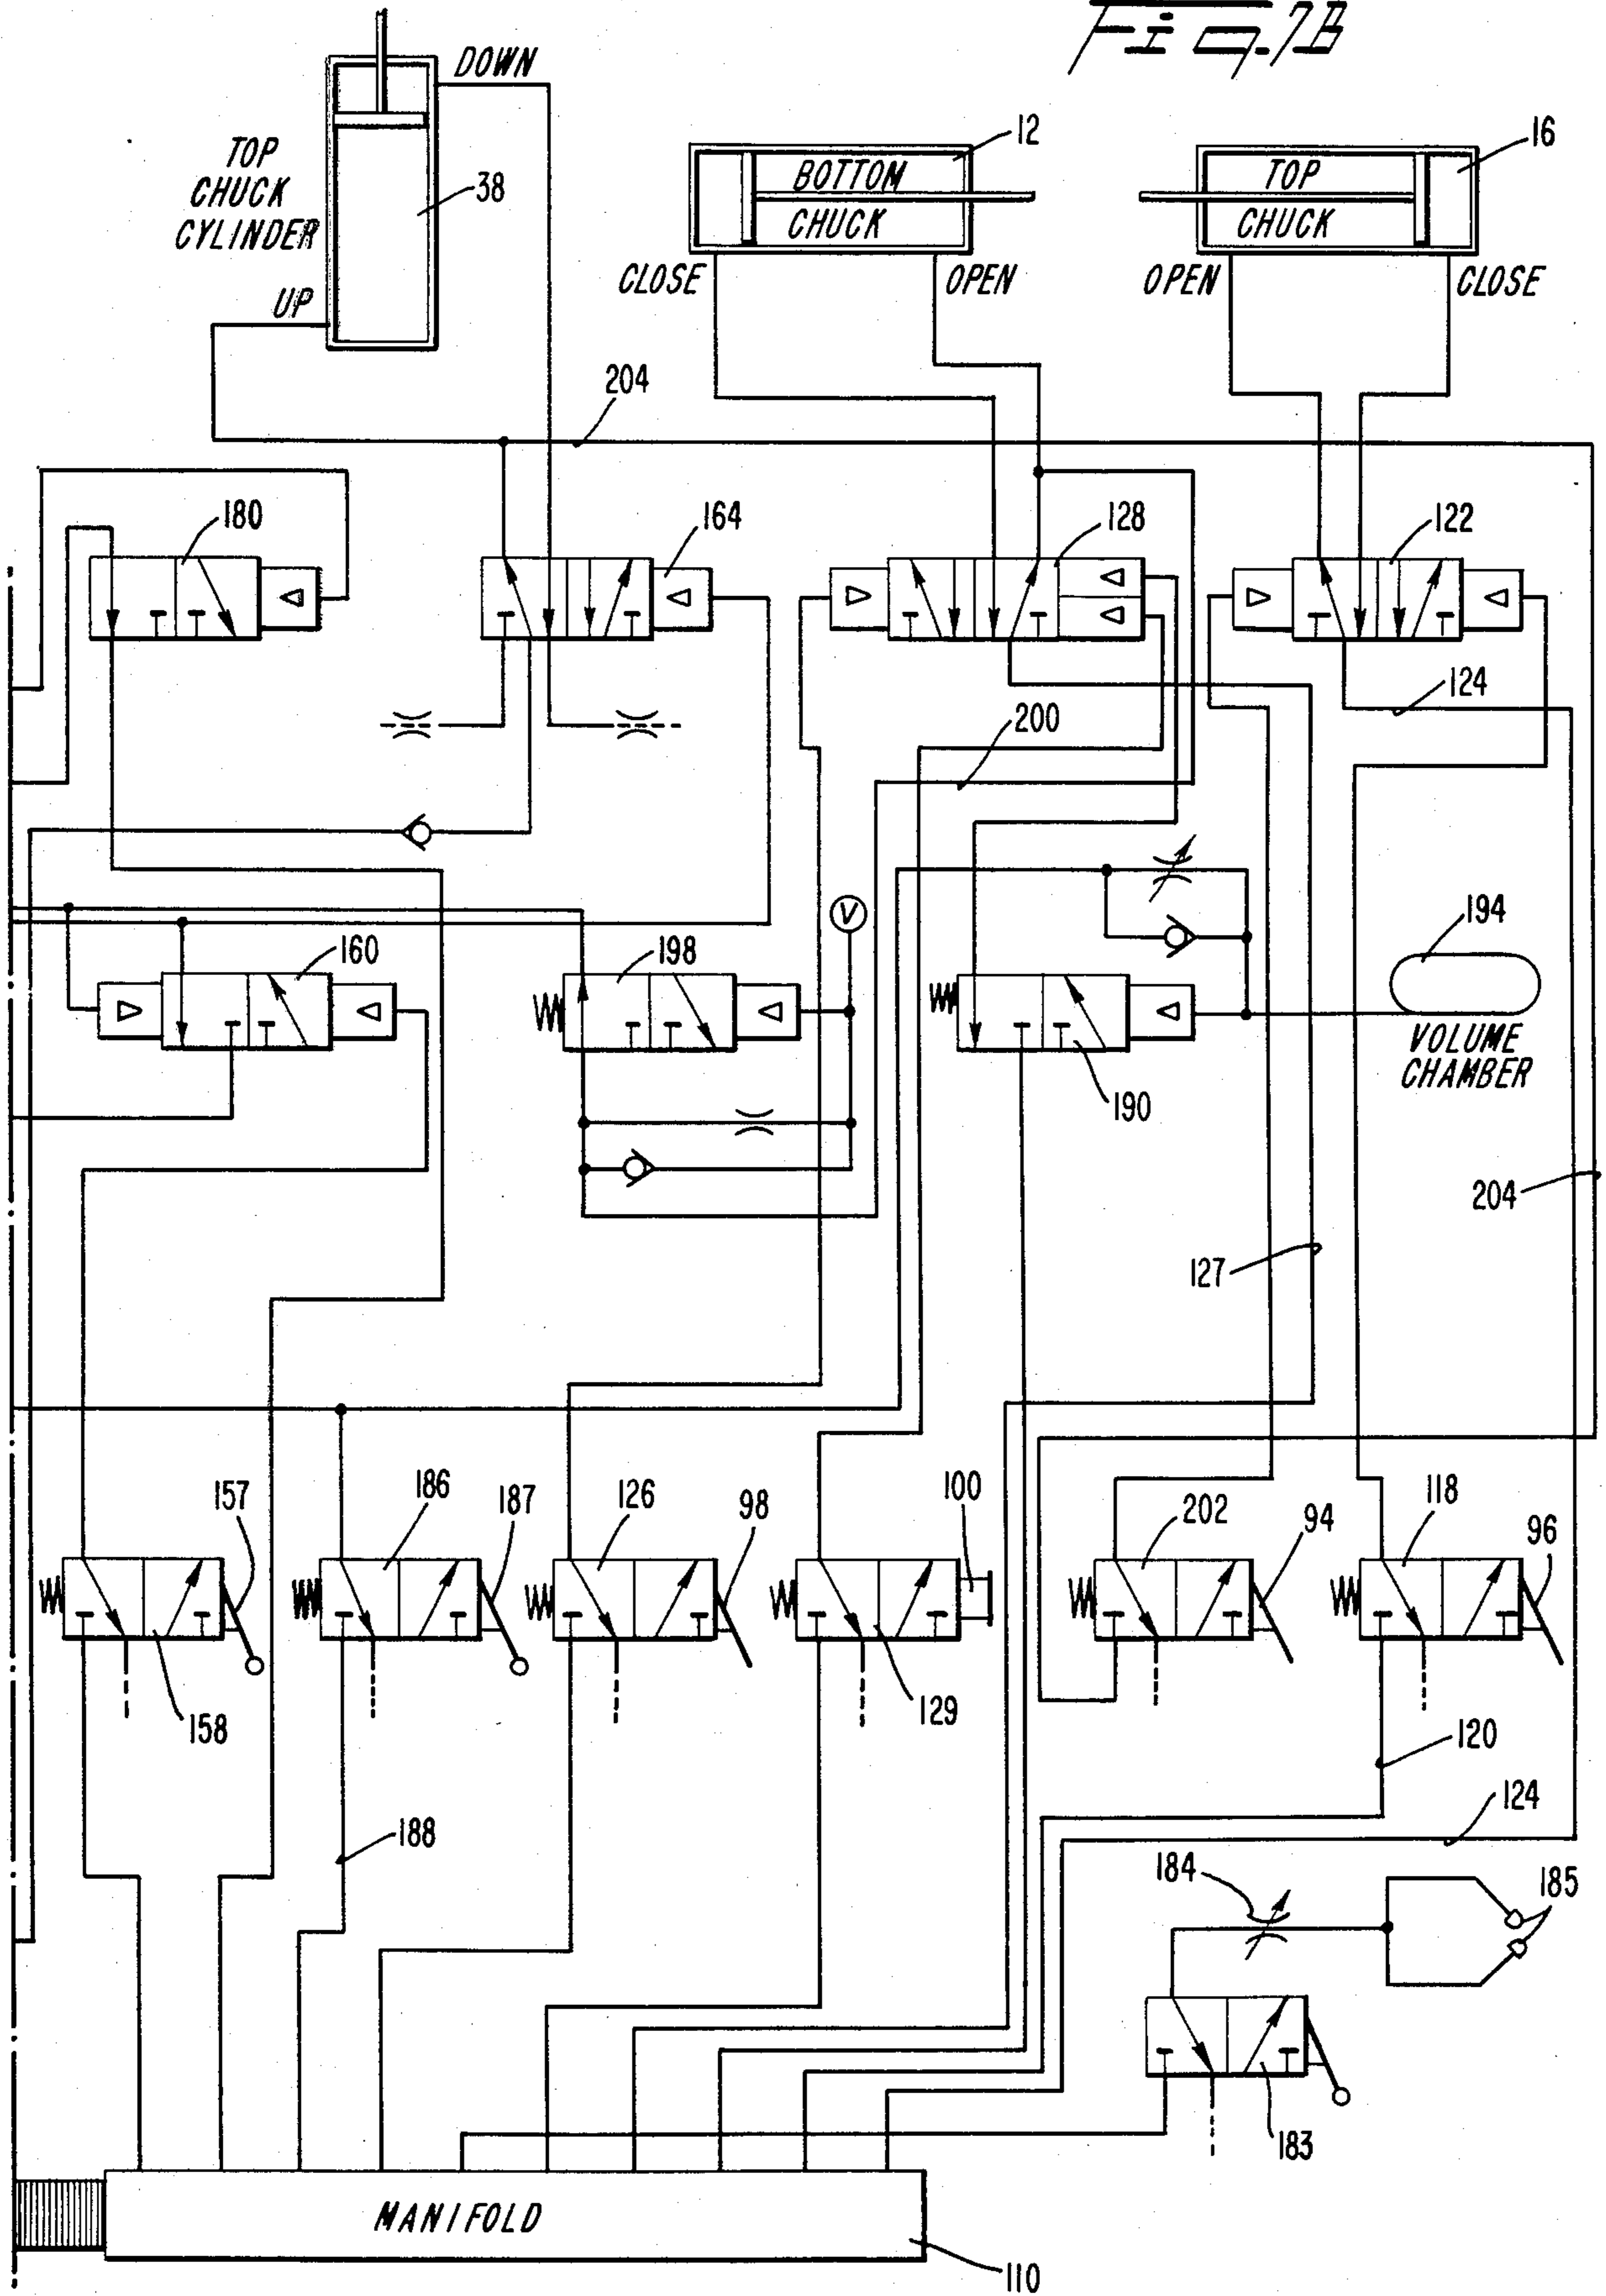 Fig. 7B
DOWN
TOP
CHUCK
CYLINDER
38
UP
12
BOTTOM
CHUCK
CLOSE
OPEN
16
TOP
CHUCK
OPEN
CLOSE
204
180
164
128
122
124
200
160
198
V
194
VOLUME
CHAMBER
190
204
127
157
186
187
126
98
100
202
94
118
96
158
129
120
188
124
184
185
183
MANIFOLD
110